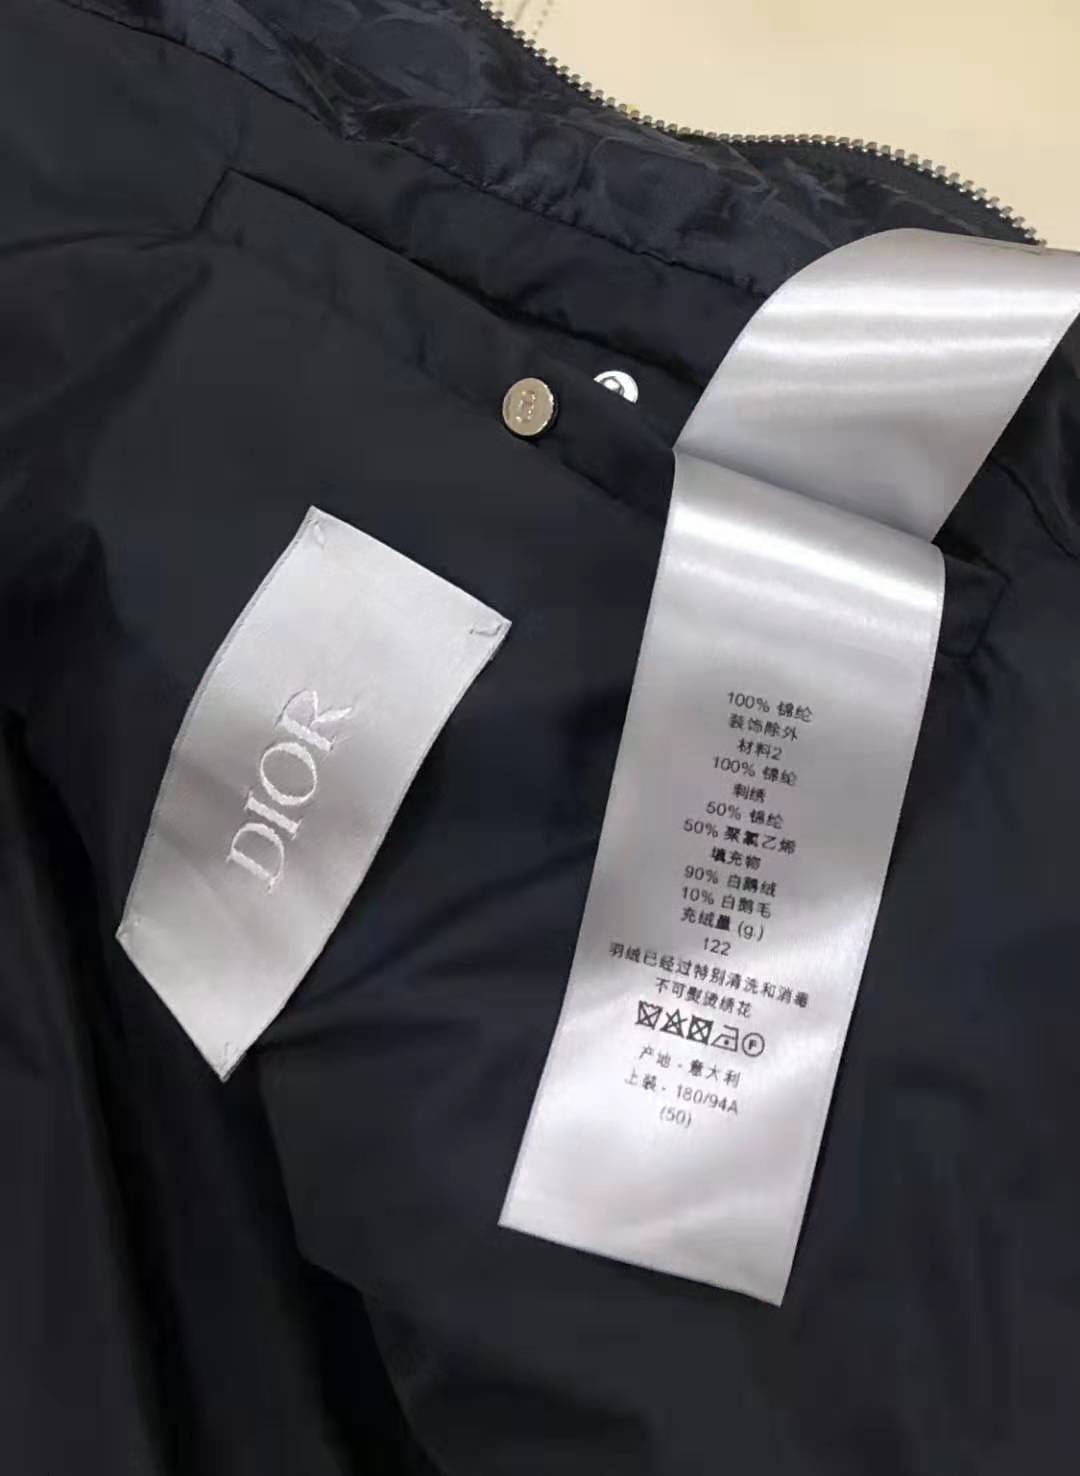 DIOR
100% 锦纶
装饰除外
材料2
100% 锦纶
刺绣
50% 锦纶
50% 聚氯乙烯
填充物
90% 白鹅绒
10% 白鹅毛
充绒量 (g.)
122
羽绒已经过特别清洗和消毒
不可熨烫绣花
F
产地 - 意大利
上装 - 180/94A
(50)